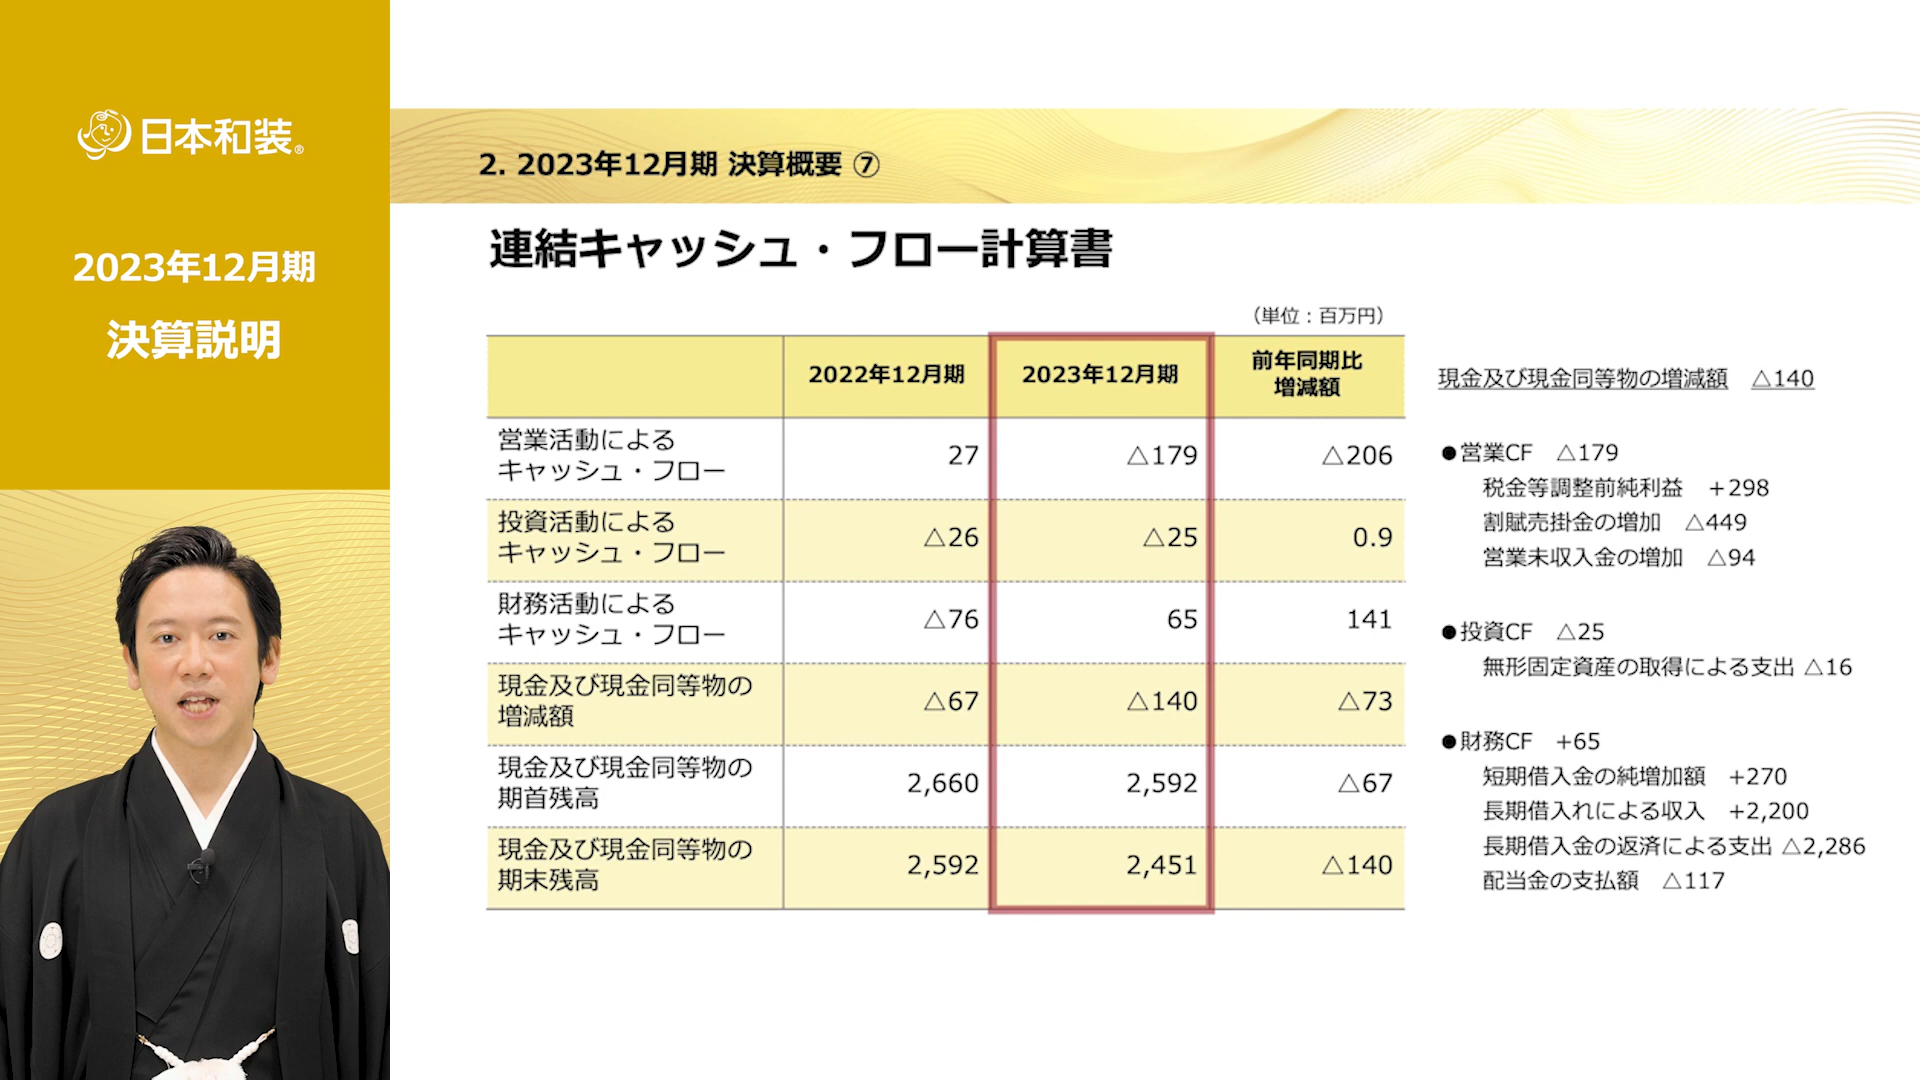 日本和装®
2023年12月期
決算説明
2. 2023年12月期 決算概要 ⑦
連結キャッシュ・フロー計算書
（単位：百万円）
2022年12月期 2023年12月期 前年同期比
増減額
営業活動による
キャッシュ・フロー 27 △179 △206
投資活動による
キャッシュ・フロー △26 △25 0.9
財務活動による
キャッシュ・フロー △76 65 141
現金及び現金同等物の
増減額 △67 △140 △73
現金及び現金同等物の
期首残高 2,660 2,592 △67
現金及び現金同等物の
期末残高 2,592 2,451 △140
現金及び現金同等物の増減額 △140
●営業CF △179
税金等調整前純利益 ＋298
割賦売掛金の増加 △449
営業未収入金の増加 △94
●投資CF △25
無形固定資産の取得による支出 △16
●財務CF +65
短期借入金の純増加額 +270
長期借入れによる収入 +2,200
長期借入金の返済による支出 △2,286
配当金の支払額 △117